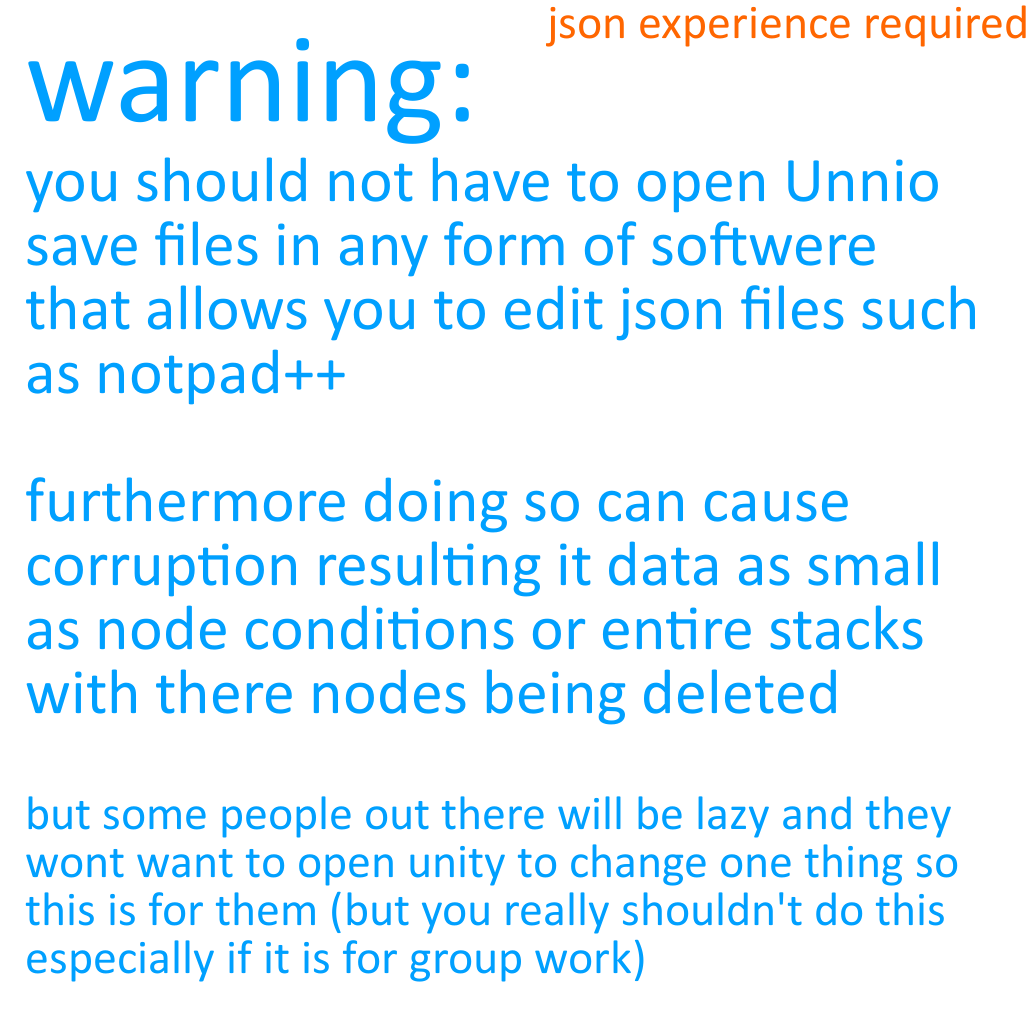 json experience required
warning:
you should not have to open Unnio
save files in any form of softwere
that allows you to edit json files such
as notpad++
furthermore doing so can cause
corruption resulting it data as small
as node conditions or entire stacks
with there nodes being deleted
but some people out there will be lazy and they
wont want to open unity to change one thing so
this is for them (but you really shouldn't do this
especially if it is for group work)